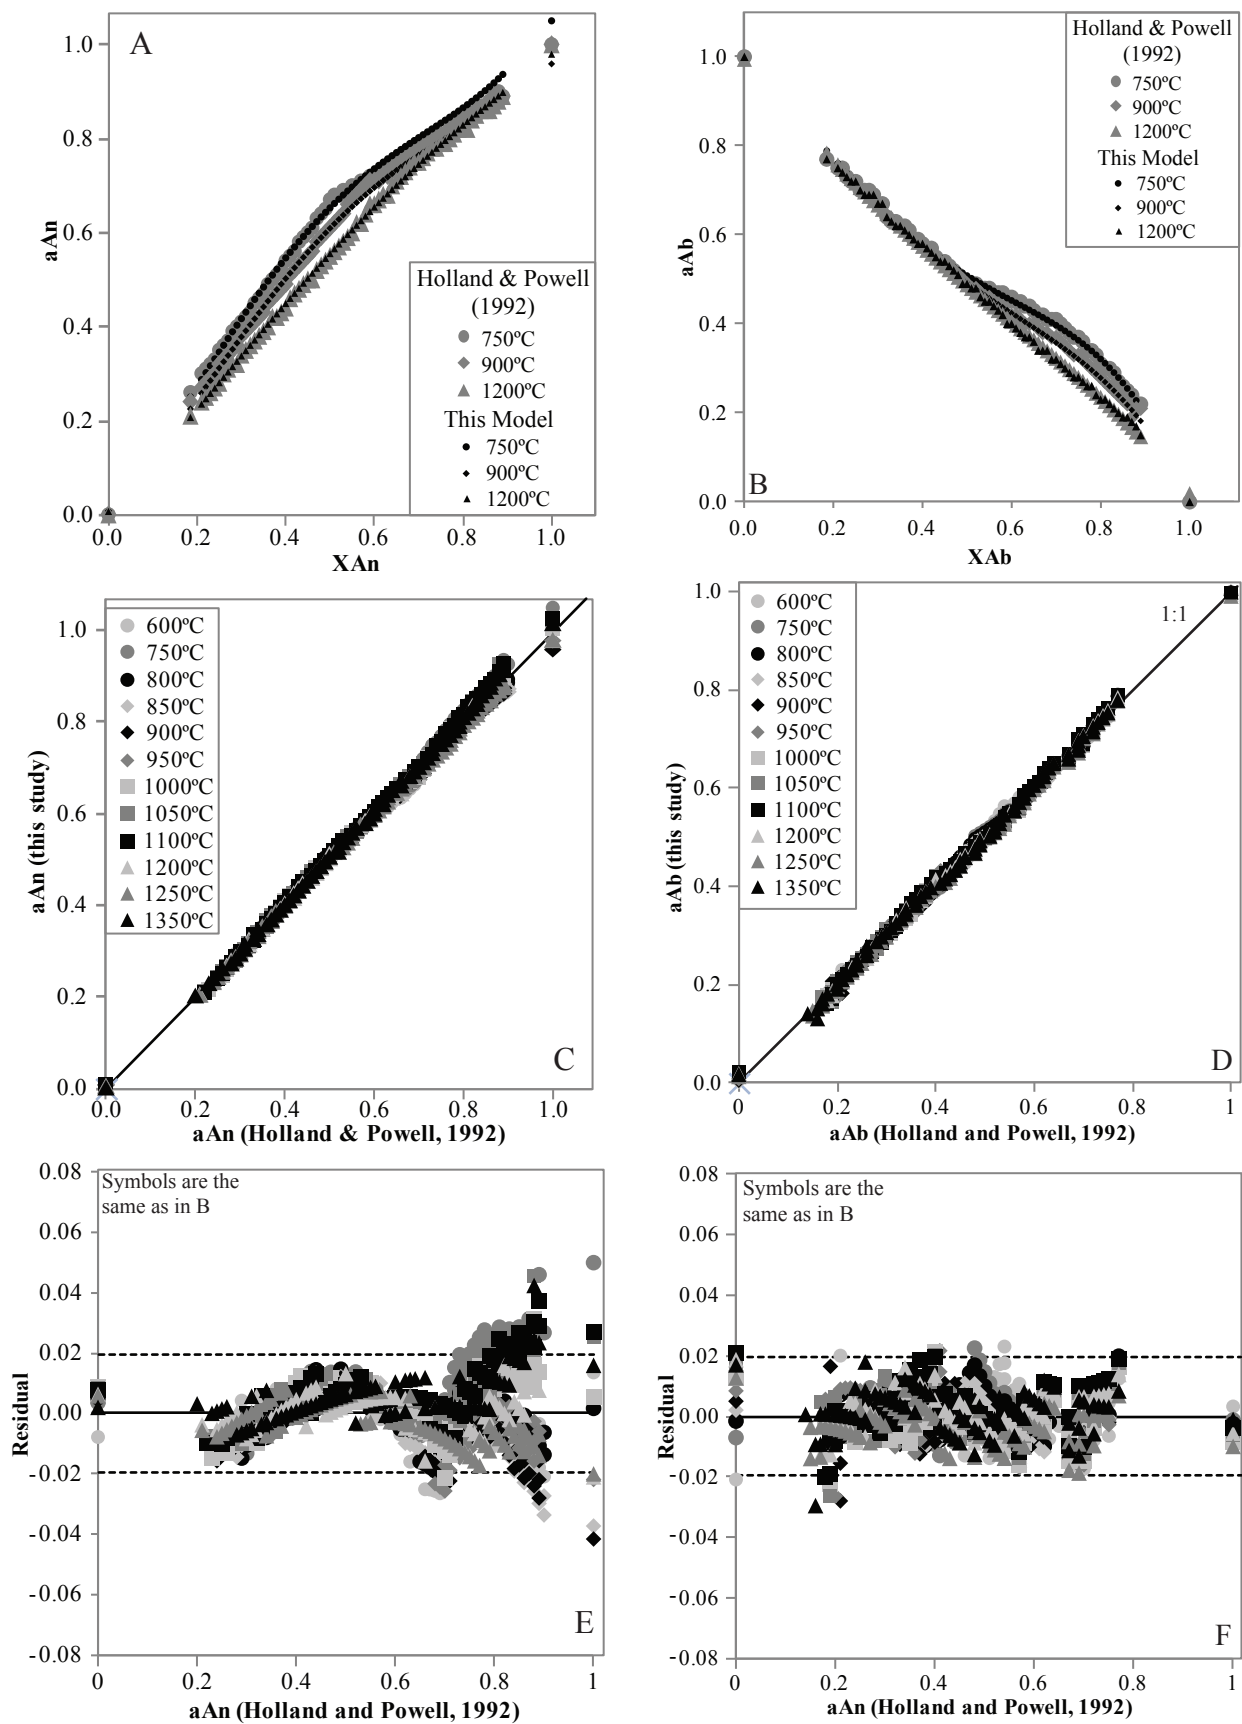 A
1.0
0.8
0.6
0.4
0.2
0.0
aAn
0.0
0.2
0.4
0.6
0.8
1.0
XAn
Holland & Powell
(1992)
750ºC
900ºC
1200ºC
This Model
750ºC
900ºC
1200ºC
B
1.0
0.8
0.6
0.4
0.2
0.0
aAb
0.0
0.2
0.4
0.6
0.8
1.0
XAb
Holland & Powell
(1992)
750ºC
900ºC
1200ºC
This Model
750ºC
900ºC
1200ºC
C
1.0
0.8
0.6
0.4
0.2
0.0
aAn (this study)
600ºC
750ºC
800ºC
850ºC
900ºC
950ºC
1000ºC
1050ºC
1100ºC
1200ºC
1250ºC
1350ºC
0.0
0.2
0.4
0.6
0.8
1.0
aAn (Holland & Powell, 1992)
D
1:1
1.0
0.8
0.6
0.4
0.2
0.0
aAb (this study)
600ºC
750ºC
800ºC
850ºC
900ºC
950ºC
1000ºC
1050ºC
1100ºC
1200ºC
1250ºC
1350ºC
0
0.2
0.4
0.6
0.8
1
aAb (Holland and Powell, 1992)
Symbols are the
same as in B
E
0.08
0.06
0.04
0.02
0.00
-0.02
-0.04
-0.06
-0.08
Residual
0
0.2
0.4
0.6
0.8
1
aAn (Holland and Powell, 1992)
Symbols are the
same as in B
F
0.08
0.06
0.04
0.02
0.00
-0.02
-0.04
-0.06
-0.08
Residual
0
0.2
0.4
0.6
0.8
1
aAn (Holland and Powell, 1992)